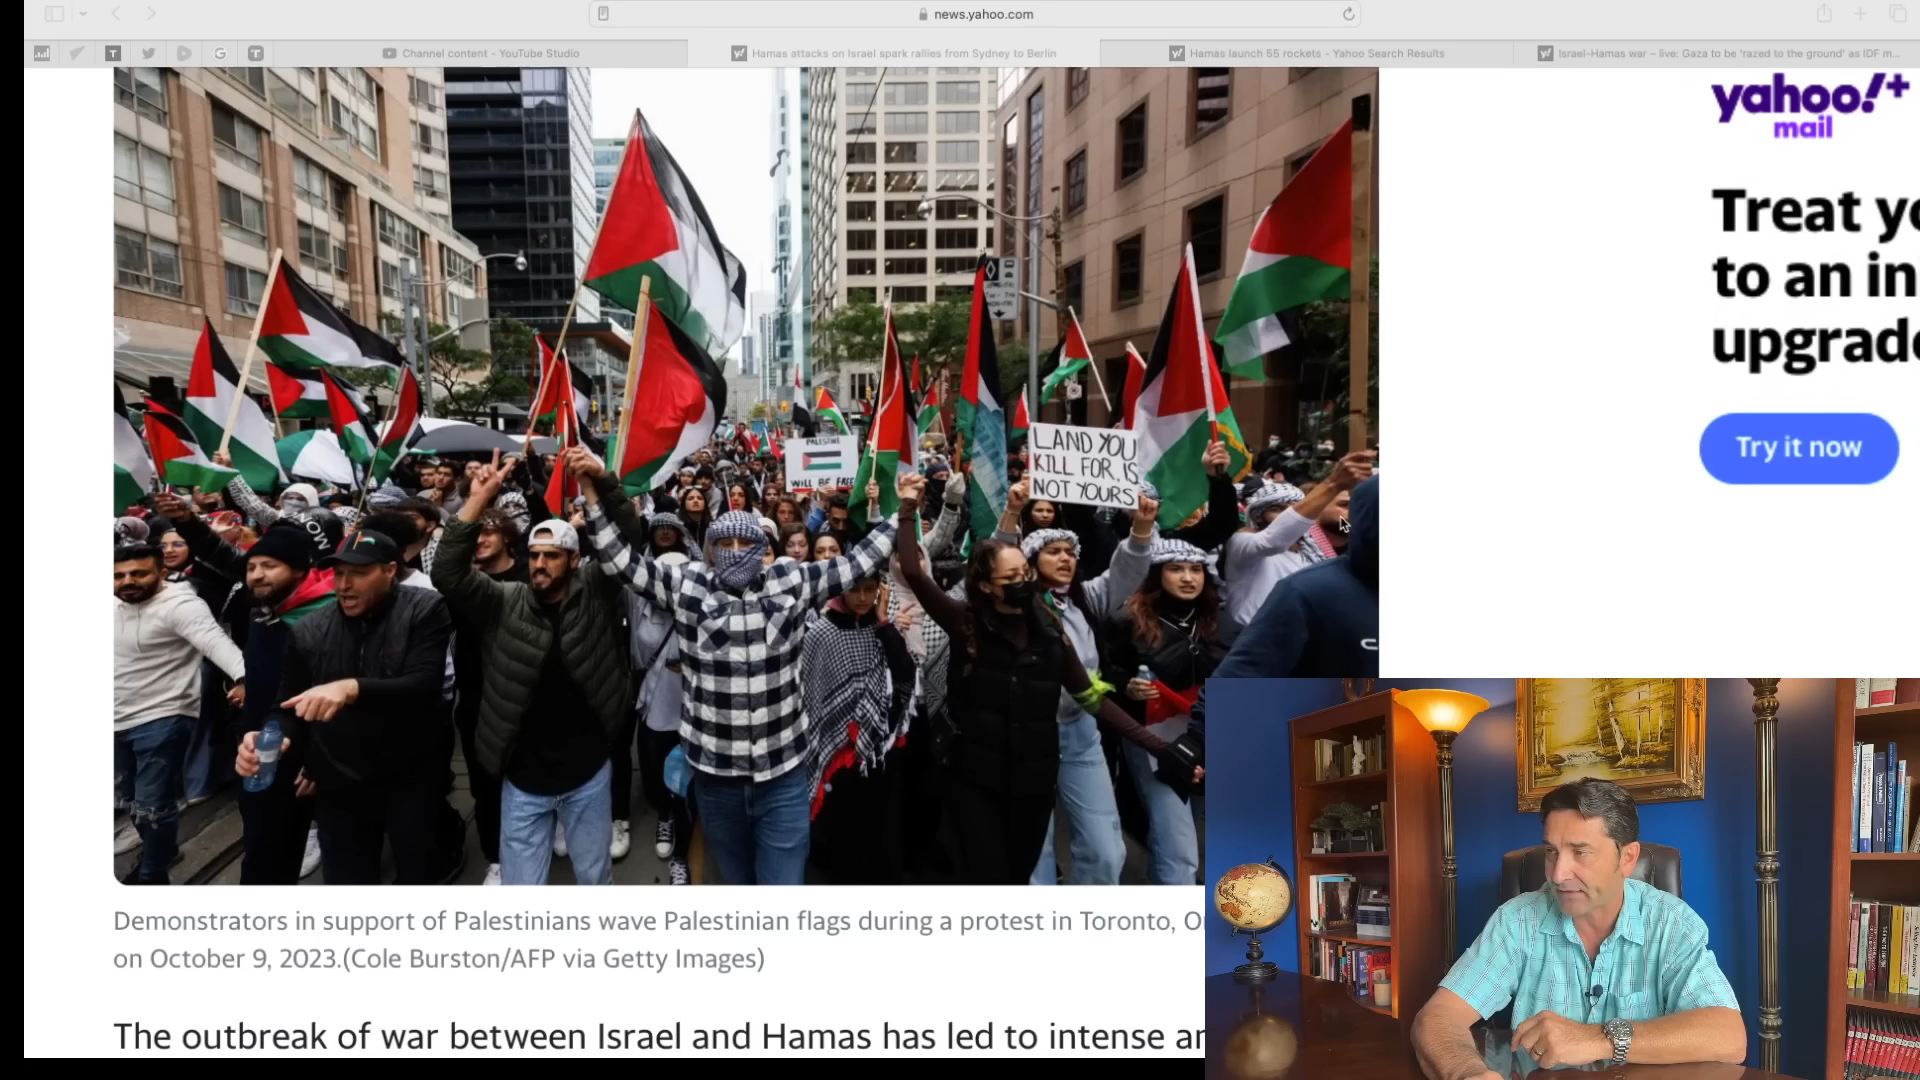 news.yahoo.com
Channel content - YouTube Studio
Hamas attacks on Israel spark rallies from Sydney to Berlin
Hamas launch 55 rockets - Yahoo Search Results
Israel-Hamas war – live: Gaza to be 'razed to the ground' as IDF m...
yahoo!+
mail
Treat yo
to an in
upgrade
Try it now
PALESTINE
WILL BE FREE
LAND YOU
KILL FOR, IS
NOT YOURS
Demonstrators in support of Palestinians wave Palestinian flags during a protest in Toronto, O
on October 9, 2023.(Cole Burston/AFP via Getty Images)
The outbreak of war between Israel and Hamas has led to intense an